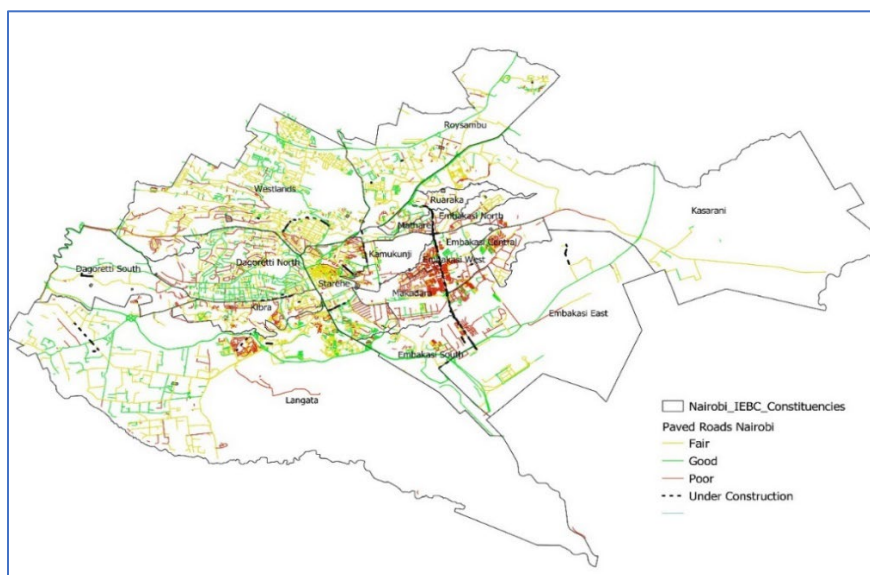 Roysambu
Westlands
Ruaraka
Kasarani
Embakasi North
Mathare
Embakasi Central
Kamukunji
Embakasi West
Dagoretti North
Dagoretti South
Starehe
Makadara
Kibra
Embakasi East
Embakasi South
Langata
Nairobi_IEBC_Constituencies
Paved Roads Nairobi
Fair
Good
Poor
Under Construction